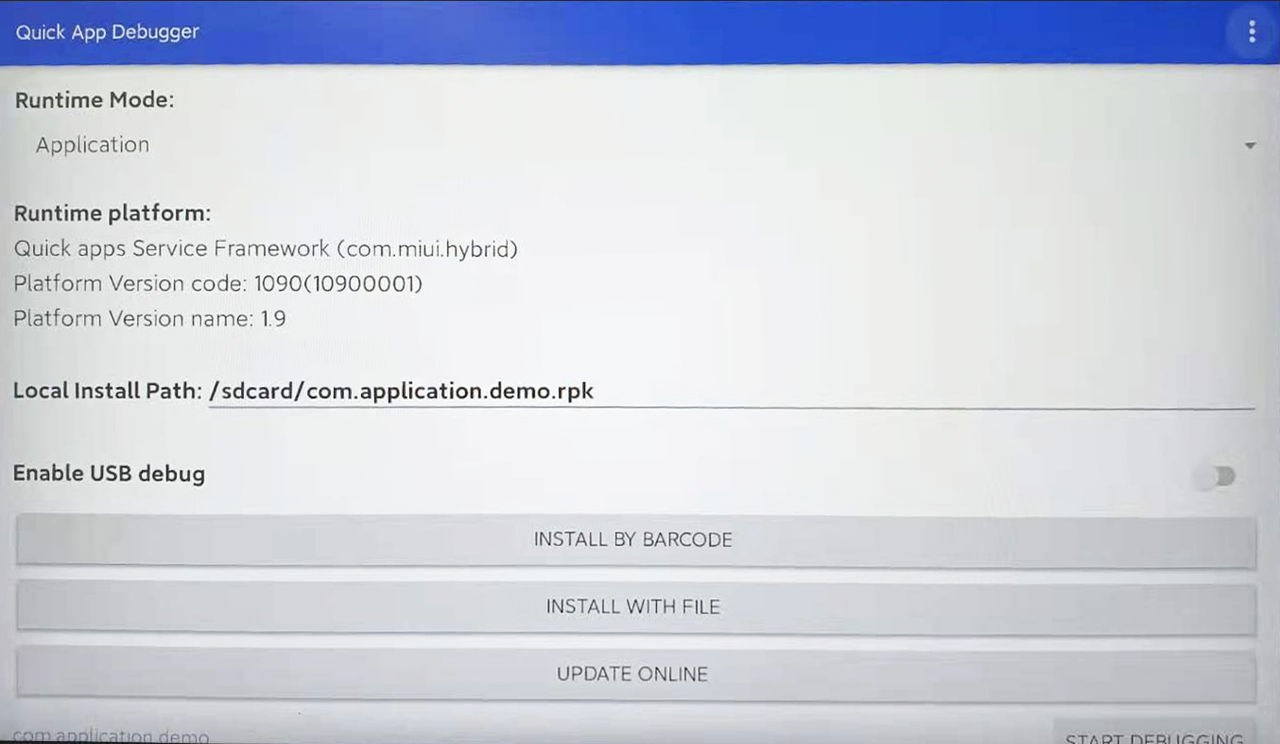 Quick App Debugger
Runtime Mode:
Application
Runtime platform:
Quick apps Service Framework (com.miui.hybrid)
Platform Version code: 1090(10900001)
Platform Version name: 1.9
Local Install Path: /sdcard/com.application.demo.rpk
Enable USB debug
INSTALL BY BARCODE
INSTALL WITH FILE
UPDATE ONLINE
com.application.demo
START DEBUGGING